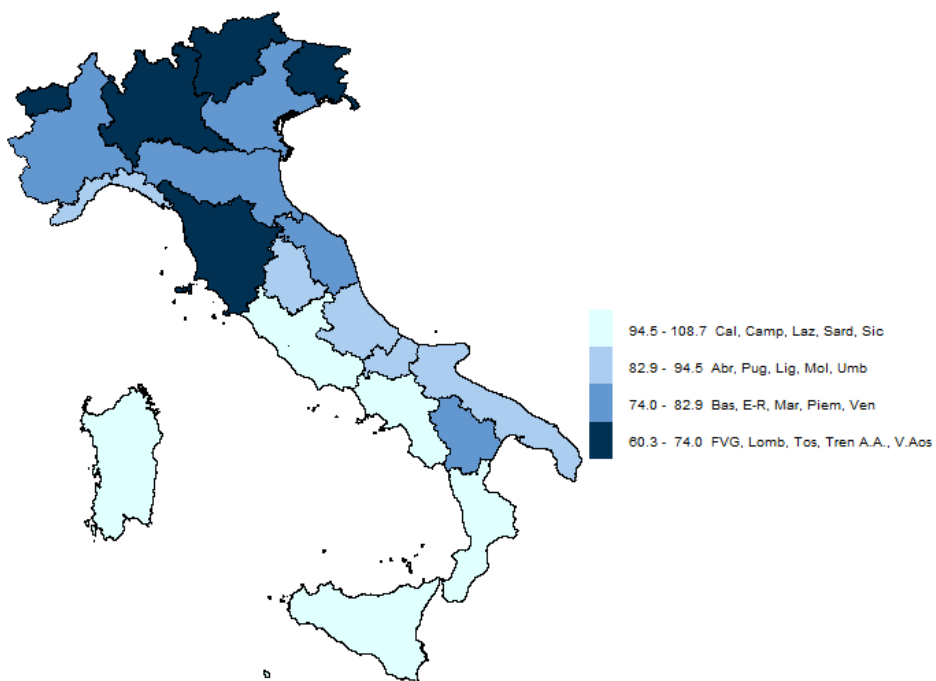 94.5 - 108.7 Cal, Camp, Laz, Sard, Sic
82.9 - 94.5 Abr, Pug, Lig, Mol, Umb
74.0 - 82.9 Bas, E-R, Mar, Piem, Ven
60.3 - 74.0 FVG, Lomb, Tos, Tren A.A., V.Aos